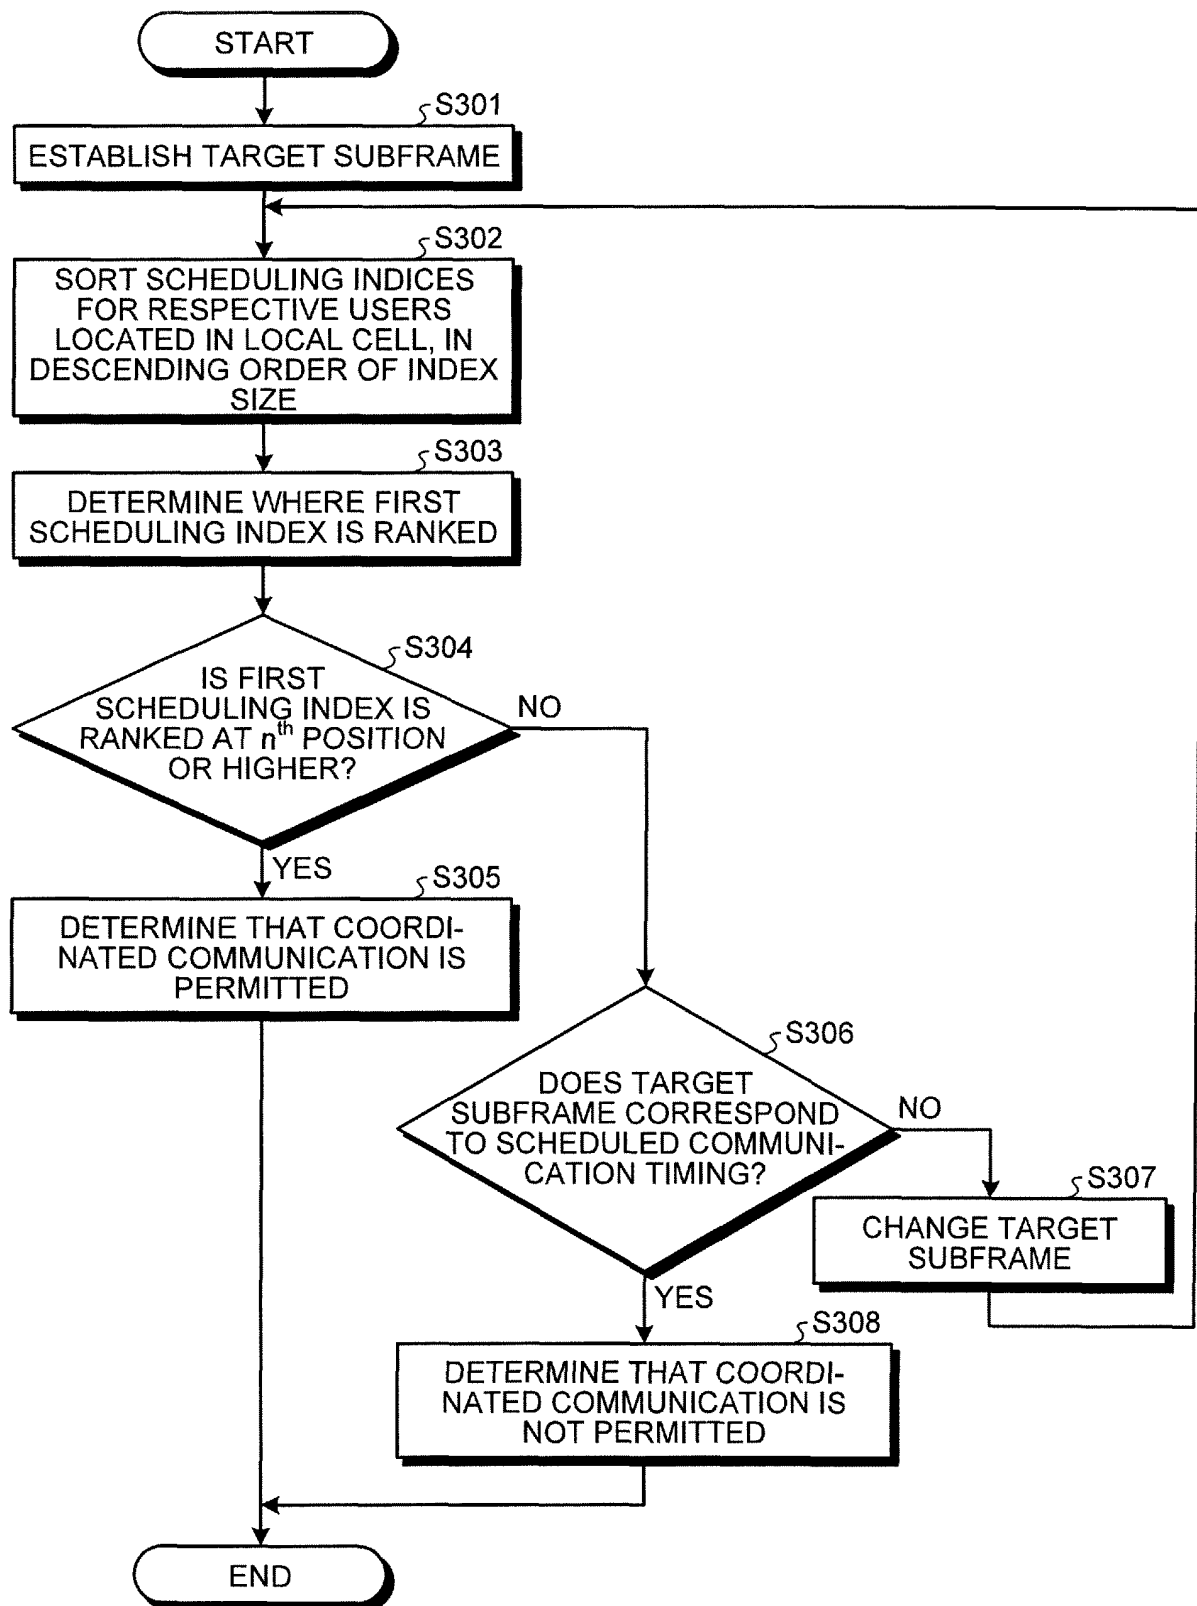 START
S301
ESTABLISH TARGET SUBFRAME
S302
SORT SCHEDULING INDICES
FOR RESPECTIVE USERS
LOCATED IN LOCAL CELL, IN
DESCENDING ORDER OF INDEX
SIZE
S303
DETERMINE WHERE FIRST
SCHEDULING INDEX IS RANKED
S304
IS FIRST
SCHEDULING INDEX IS
RANKED AT nth POSITION
OR HIGHER?
NO
YES
S305
DETERMINE THAT COORDI-
NATED COMMUNICATION IS
PERMITTED
S306
DOES TARGET
SUBFRAME CORRESPOND
TO SCHEDULED COMMUNI-
CATION TIMING?
NO
S307
CHANGE TARGET
SUBFRAME
YES
S308
DETERMINE THAT COORDI-
NATED COMMUNICATION IS
NOT PERMITTED
END